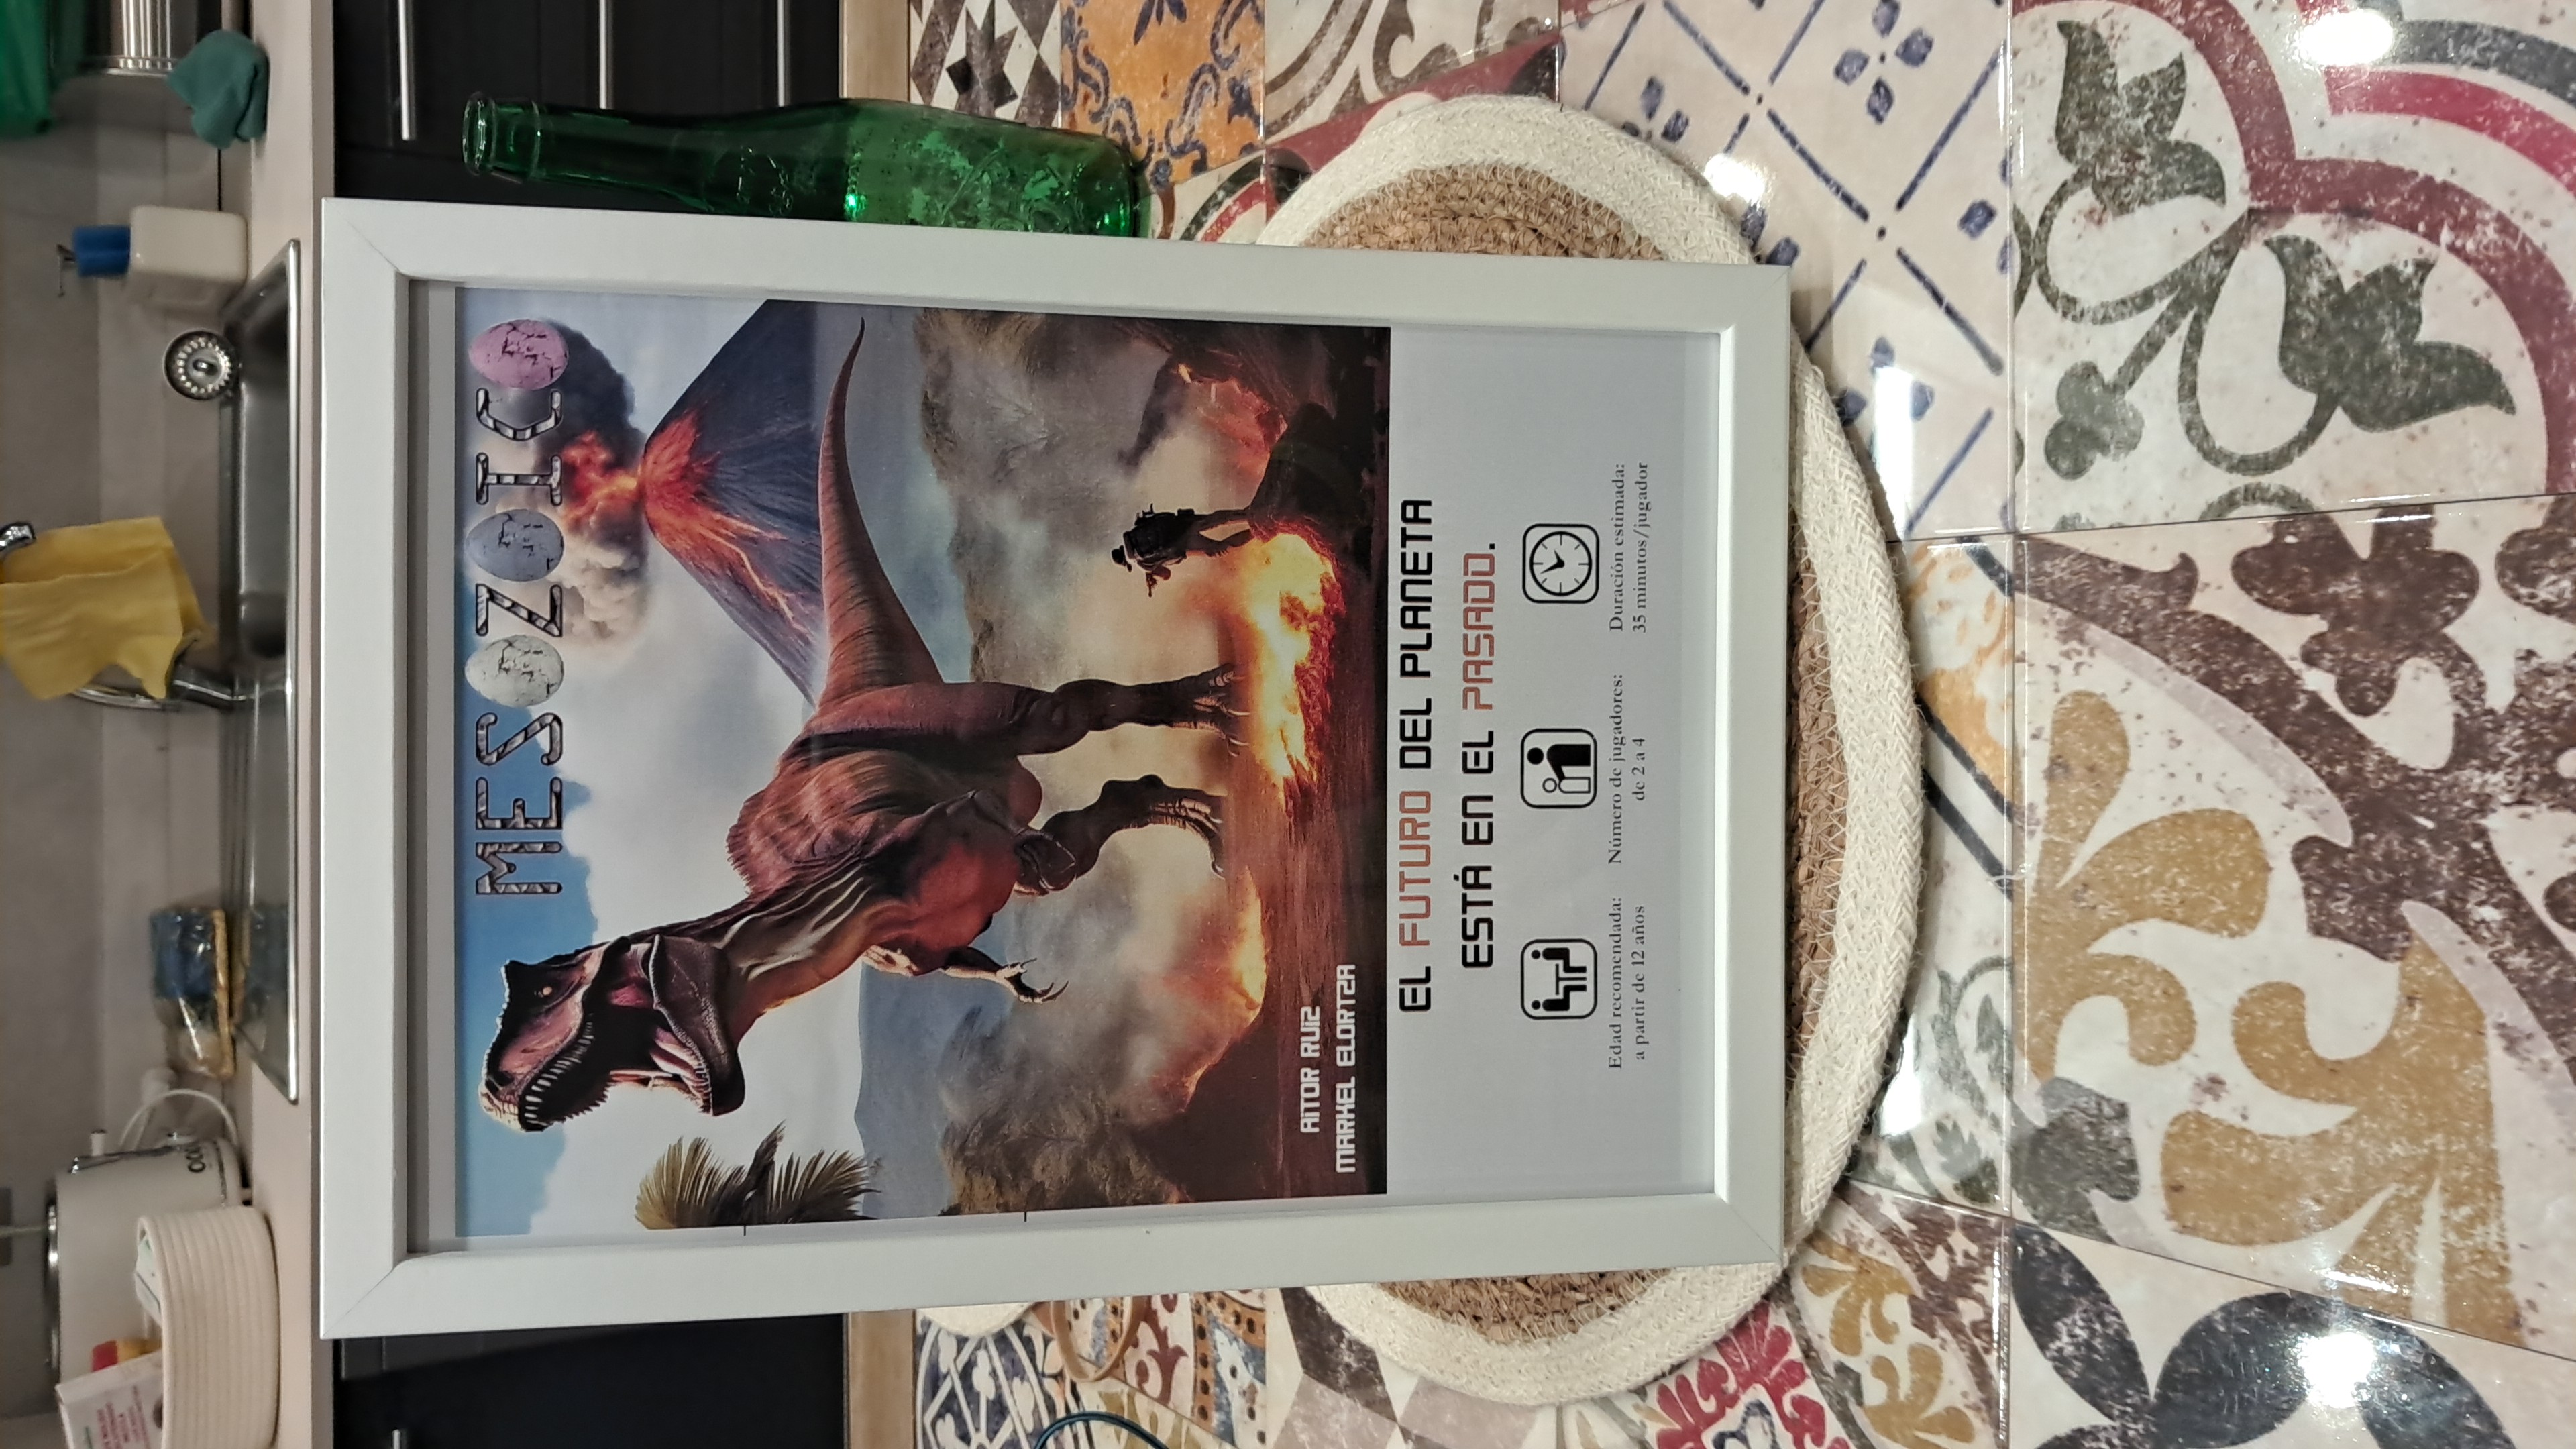 MESOZOICO
AITOR RUIZ
MARKEL ELORTZA
EL FUTURO DEL PLANETA
ESTÁ EN EL PASADO.
Edad recomendada:
a partir de 12 años
Número de jugadores:
de 2 a 4
Duración estimada:
35 minutos/jugador